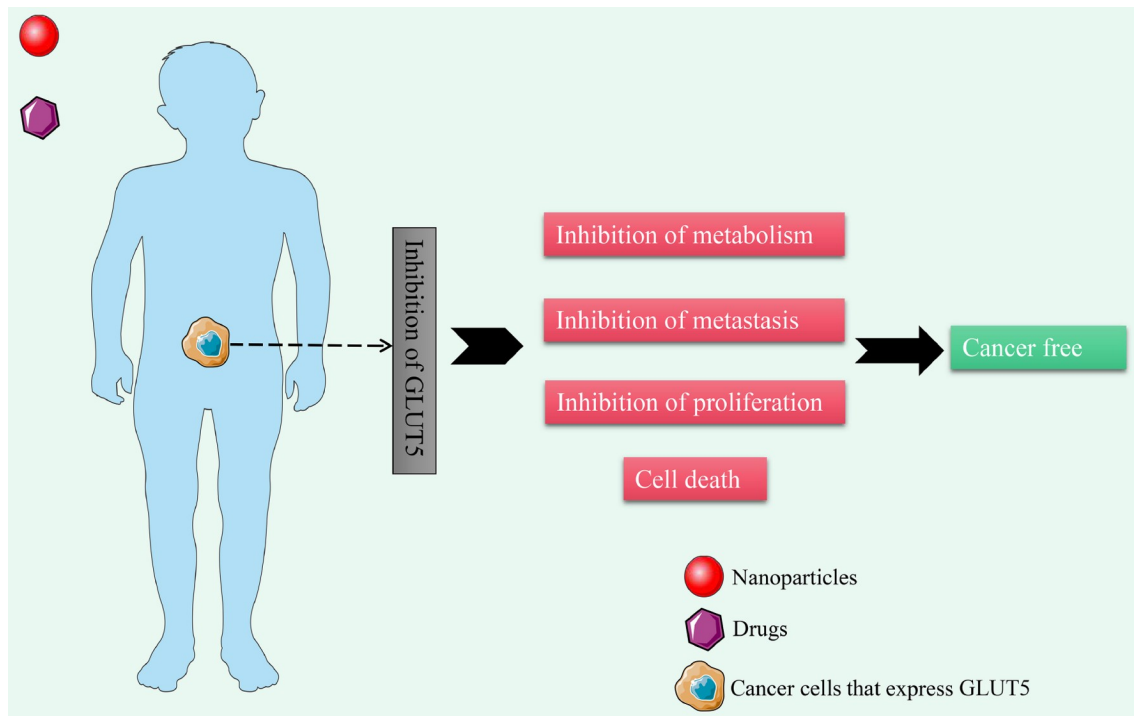 Inhibition of GLUT5
Inhibition of metabolism
Inhibition of metastasis
Inhibition of proliferation
Cell death
Cancer free
Nanoparticles
Drugs
Cancer cells that express GLUT5